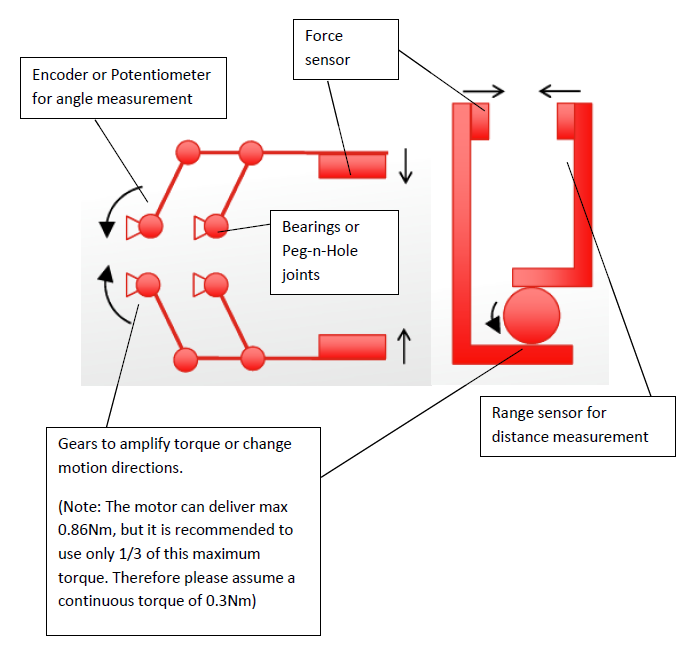 Force
sensor
Encoder or Potentiometer
for angle measurement
Bearings or
Peg-n-Hole
joints
Range sensor for
distance measurement
Gears to amplify torque or change
motion directions.
(Note: The motor can deliver max
0.86Nm, but it is recommended to
use only 1/3 of this maximum
torque. Therefore please assume a
continuous torque of 0.3Nm)